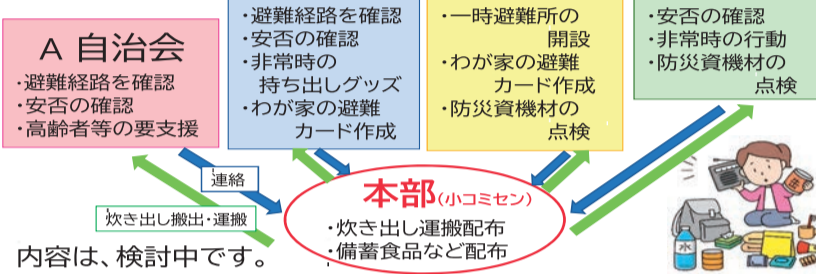 A 自治会
・避難経路を確認
・安否の確認
・高齢者等の要支援
・避難経路を確認
・安否の確認
・非常時の
持ち出しグッズ
・わが家の避難
カード作成
・一時避難所の
開設
・わが家の避難
カード作成
・防災資機材の
点検
・安否の確認
・非常時の行動
・防災資機材の
点検
連絡
炊き出し搬出・運搬
本部(小コミセン)
・炊き出し運搬配布
・備蓄食品など配布
内容は、検討中です。
水